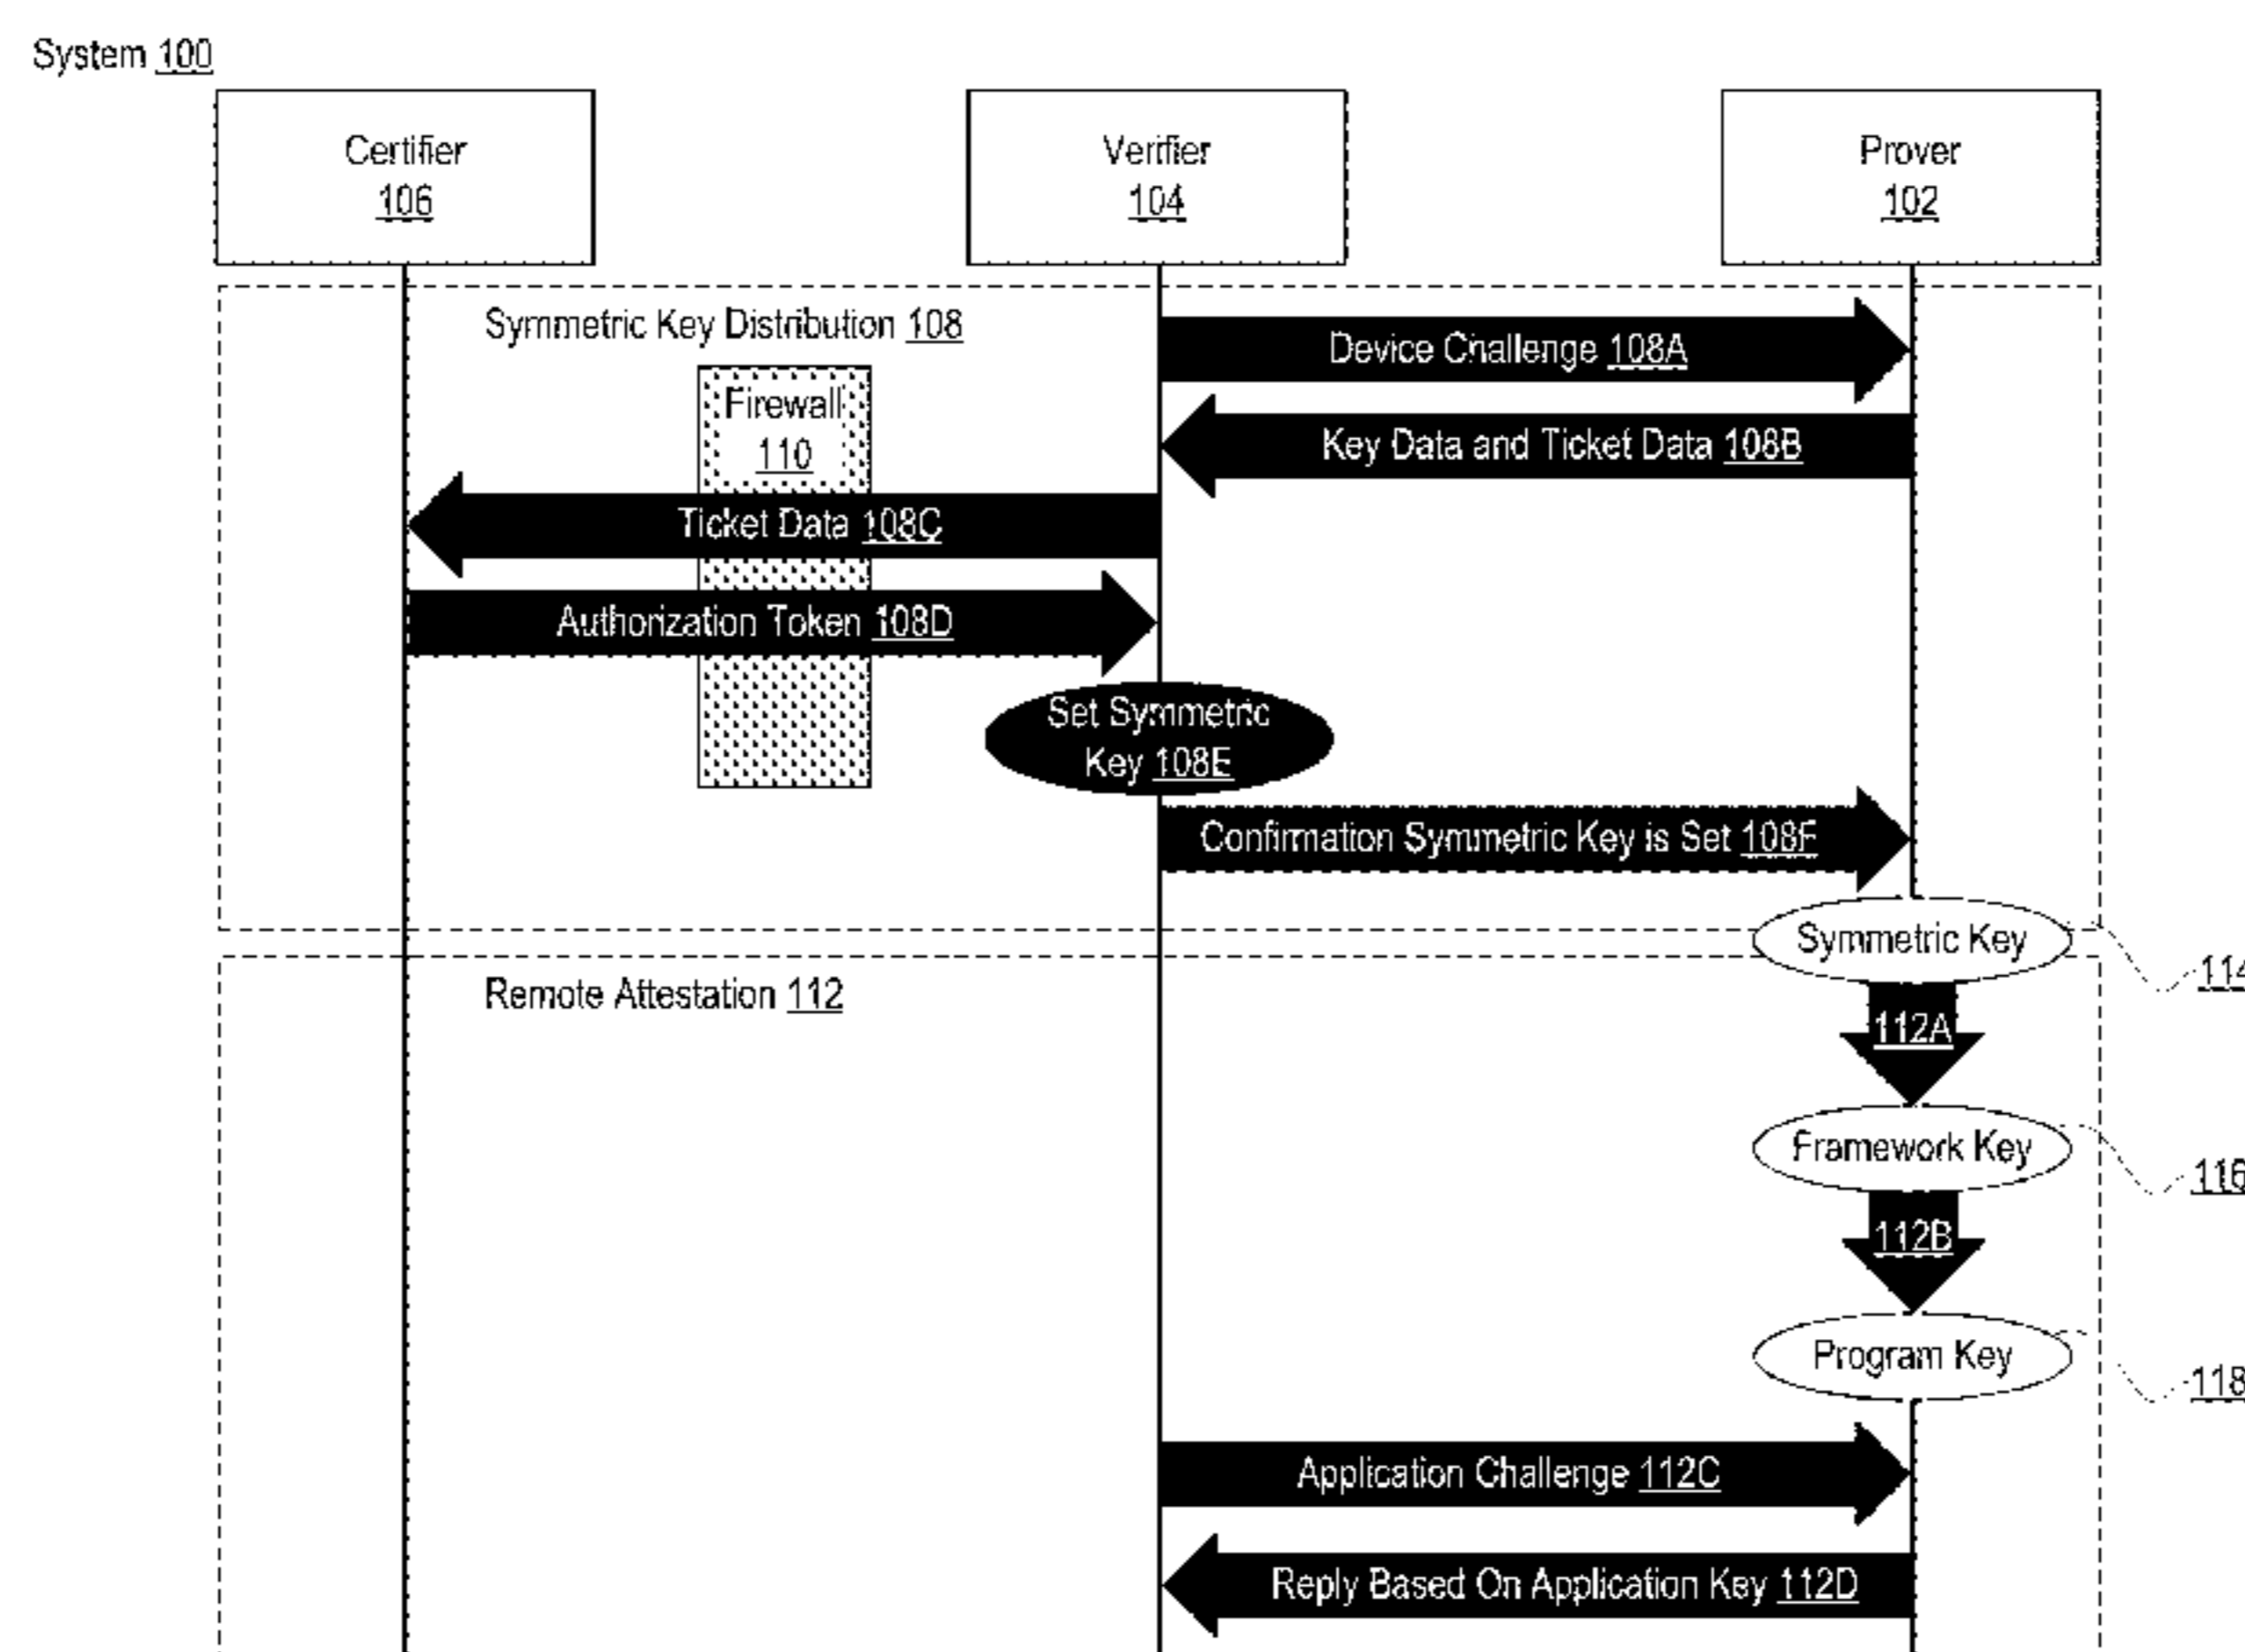 System 100
Certifier
106
Verifier
104
Prover
102
Symmetric Key Distribution 108
Device Challenge 108A
Firewall
110
Key Data and Ticket Data 108B
Ticket Data 108C
Authorization Token 108D
Set Symmetric
Key 108E
Confirmation Symmetric Key is Set 108F
Symmetric Key
114
Remote Attestation 112
112A
Framework Key
116
112B
Program Key
118
Application Challenge 112C
Reply Based On Application Key 112D